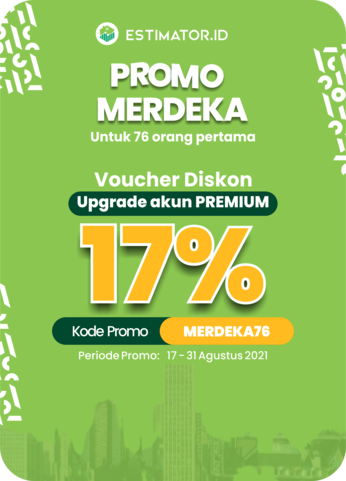 ESTIMATOR.ID
PROMO
MERDEKA
Untuk 76 orang pertama
Voucher Diskon
Upgrade akun PREMIUM
17%
Kode Promo MERDEKA76
Periode Promo: 17 - 31 Agustus 2021